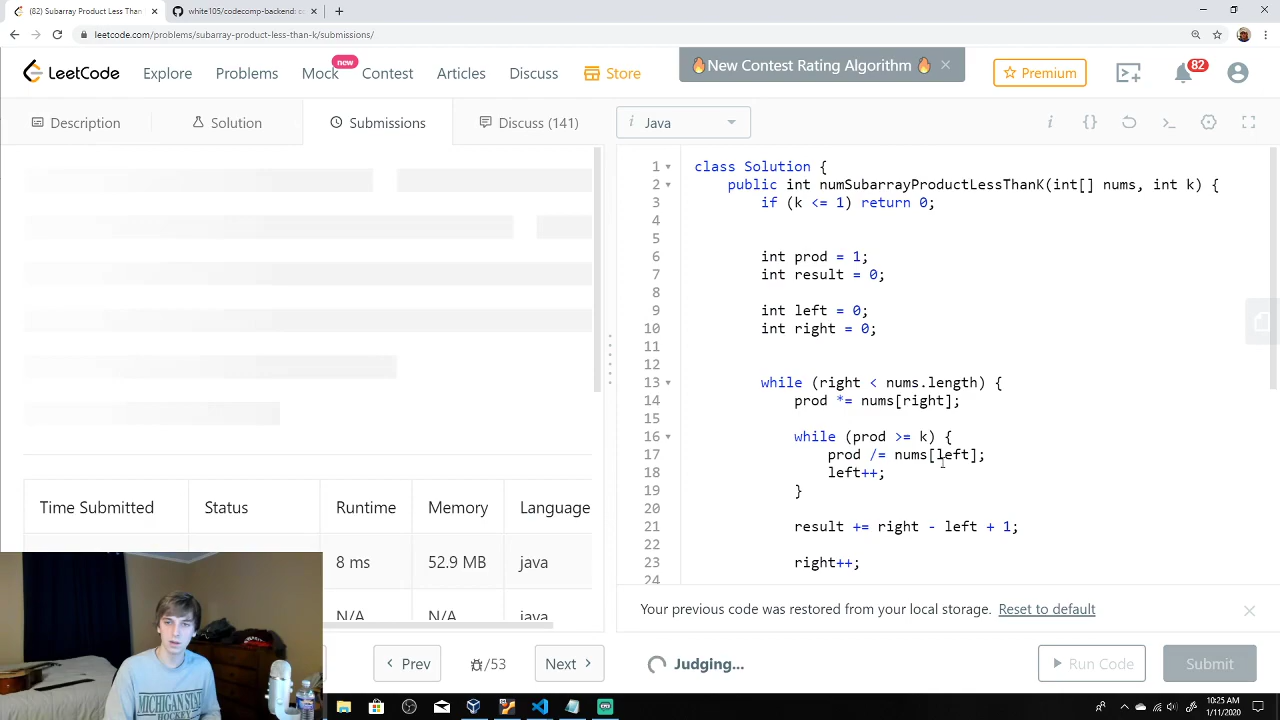 (82) Subarray Product Less Than
white105/codecomp-backend: co
leetcode.com/problems/subarray-product-less-than-k/submissions/
LeetCode
Explore
Problems
Mock
new
Contest
Articles
Discuss
Store
New Contest Rating Algorithm
Premium
82
Description
Solution
Submissions
Discuss (141)
i Java
i {}
1 class Solution {
2 public int numSubarrayProductLessThanK(int[] nums, int k) {
3 if (k <= 1) return 0;
4
5
6 int prod = 1;
7 int result = 0;
8
9 int left = 0;
10 int right = 0;
11
12
13 while (right < nums.length) {
14 prod *= nums[right];
15
16 while (prod >= k) {
17 prod /= nums[left];
18 left++;
19 }
20
21 result += right - left + 1;
22
23 right++;
24
Time Submitted
Status
Runtime
Memory
Language
8 ms
52.9 MB
java
N/A
N/A
java
Your previous code was restored from your local storage. Reset to default
Prev
/53
Next
Judging...
Run Code
Submit
MICHIGAN STATE
HOCKEY
10:25 AM
1/11/2020